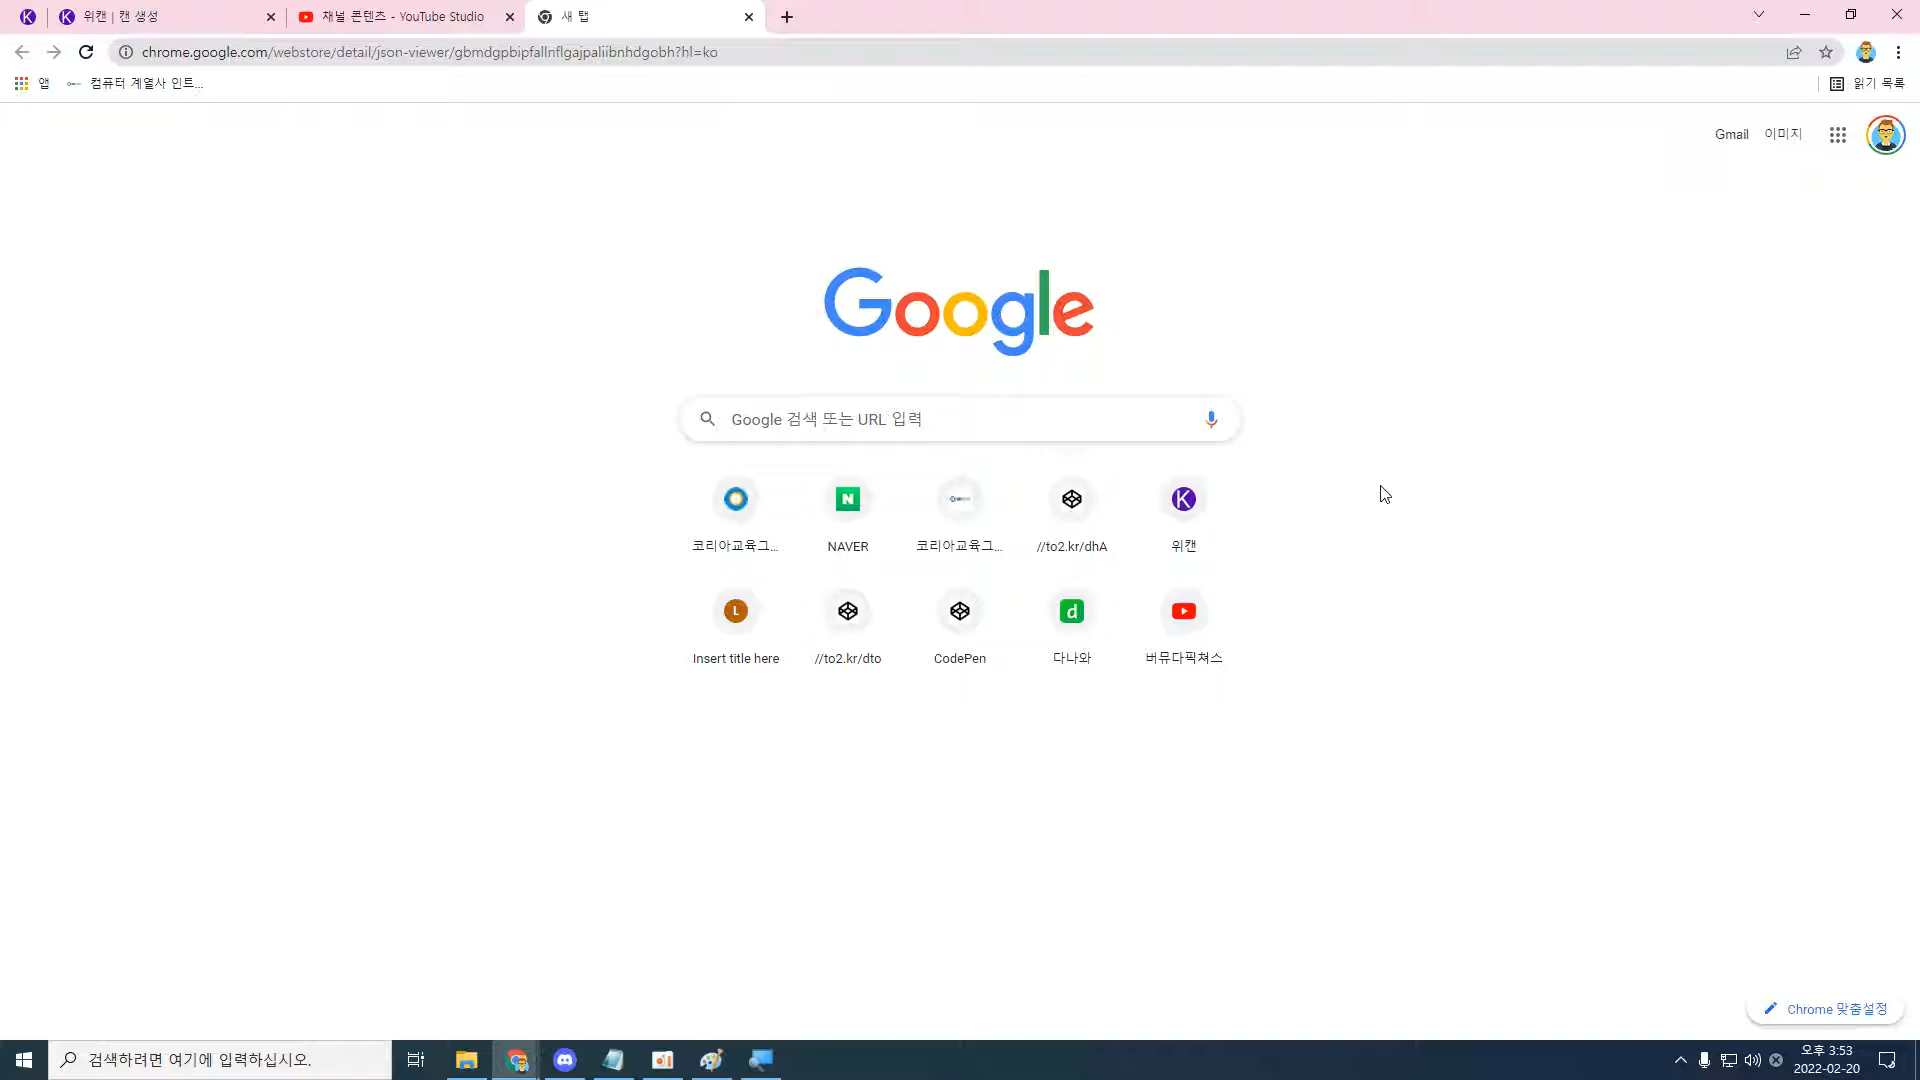 위캔 | 캔 생성
채널 콘텐츠 - YouTube Studio
새 탭
chrome.google.com/webstore/detail/json-viewer/gbmdgpbipfallnflgajpaliibnhdgobh?hl=ko
앱
컴퓨터 계열사 인트...
읽기 목록
Gmail
이미지
Google
Google 검색 또는 URL 입력
코리아교육그...
NAVER
코리아교육그...
//to2.kr/dhA
위캔
Insert title here
//to2.kr/dto
CodePen
다나와
버뮤다픽쳐스
Chrome 맞춤설정
검색하려면 여기에 입력하십시오.
오후 3:53
2022-02-20